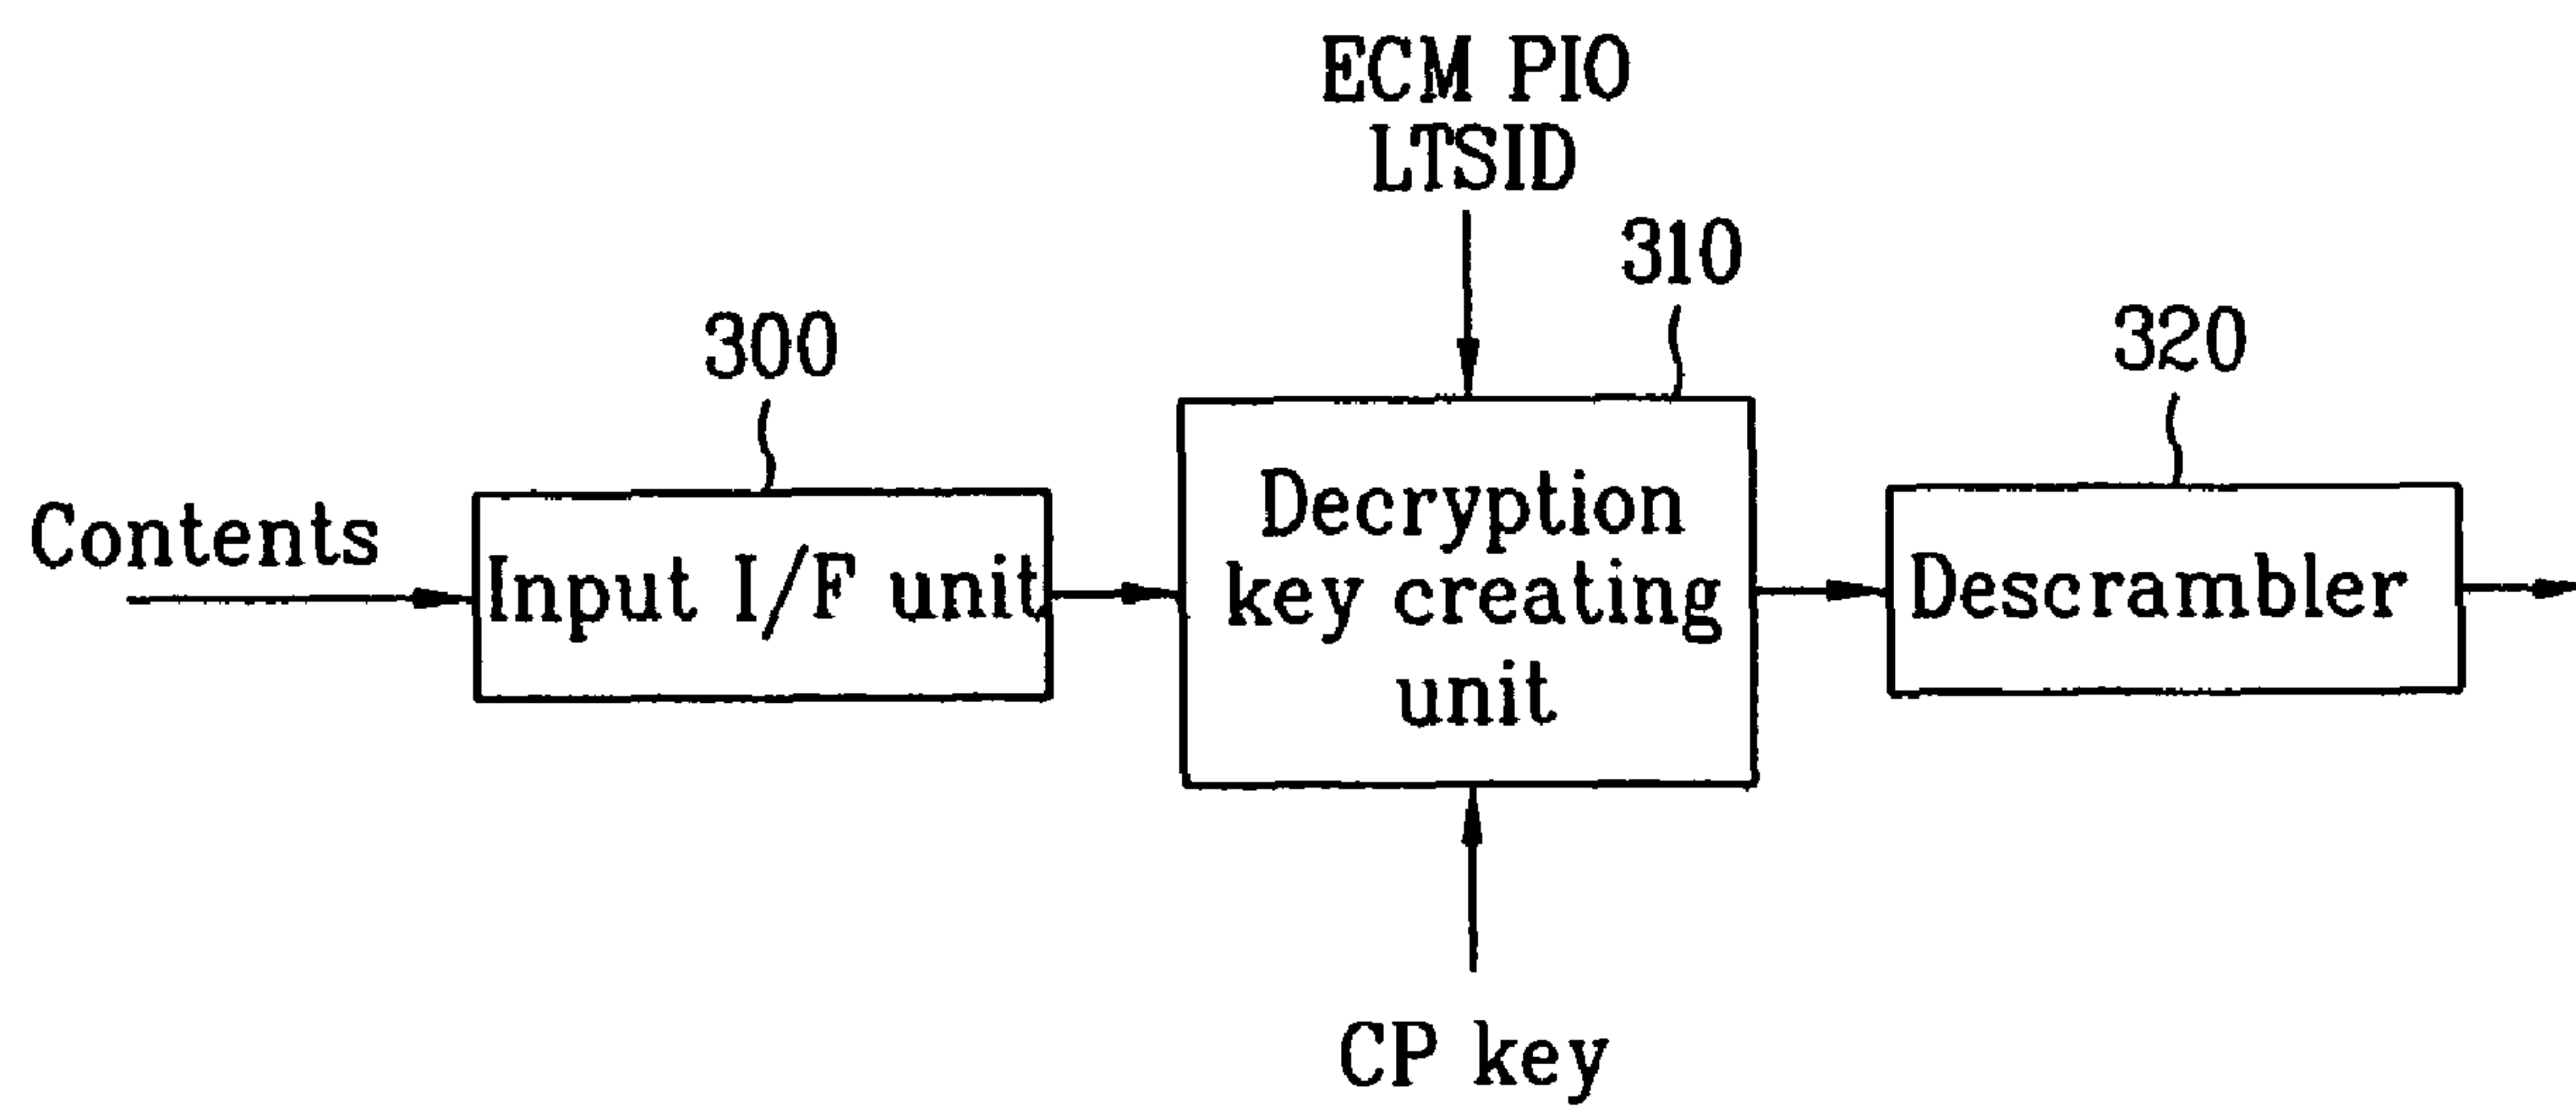 ECM PIO
LTSID
310
300
320
Contents
Input I/F unit
Decryption
key creating
unit
Descrambler
CP key